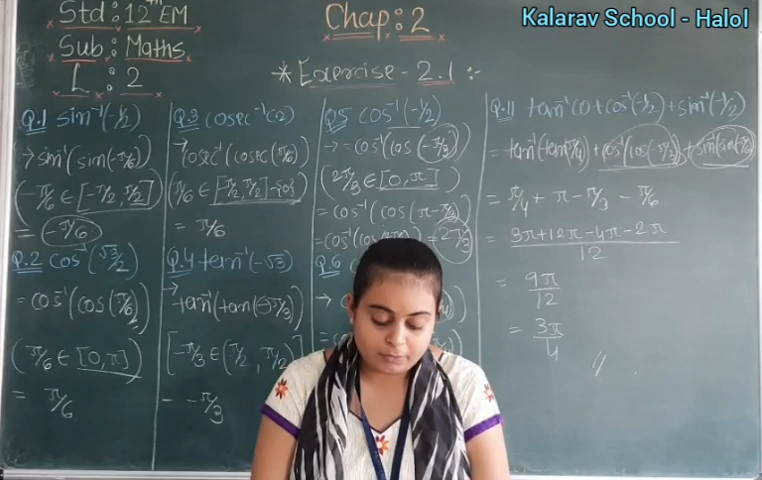 Kalarav School - Halol
Std : 12th EM
Sub : Maths
L : 2
Chap : 2
* Exercise - 2.1 :-
Q.1 sin⁻¹(-1/2)
→ sin⁻¹(sin(-π/6))
(-π/6 ∈ [-π/2, π/2])
= -π/6
Q.2 cos⁻¹(√3/2)
= cos⁻¹(cos(π/6))
(π/6 ∈ [0, π])
= π/6
Q.3 cosec⁻¹(2)
→ cosec⁻¹(cosec(π/6))
(π/6 ∈ [-π/2, π/2]-{0})
= π/6
Q.4 tan⁻¹(-√3)
→ tan⁻¹(tan(-π/3))
[-π/3 ∈ (π/2, π/2)]
- -π/3
Q.5 cos⁻¹(-1/2)
→ = cos⁻¹(cos(-π/3))
(2π/3 ∈ [0, π])
= cos⁻¹(cos(π-π/3)
= cos⁻¹(cos 2π/3
Q.6
Q.11 tan⁻¹(1)+cos⁻¹(-1/2)+sin⁻¹(-1/2)
= tan⁻¹(tan π/4) + cos⁻¹(cos(-π/3)) + sin⁻¹(sin(-π/6))
= π/4 + π - π/3 - π/6
= 3π+12π-4π-2π
12
= 9π
12
= 3π
4 //